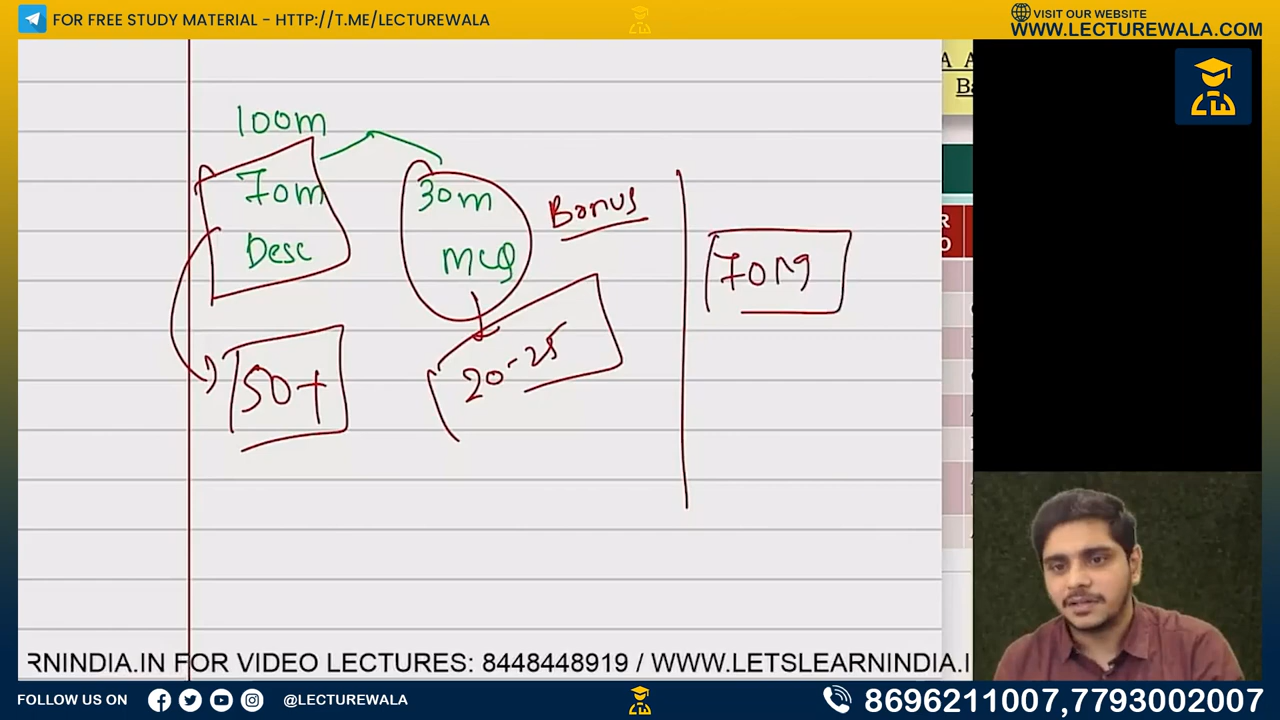 FOR FREE STUDY MATERIAL - HTTP://T.ME/LECTUREWALA
VISIT OUR WEBSITE
WWW.LECTUREWALA.COM
100m
70m
Desc
30m
MCQ
Bonus
50+
20-25
RNINDIA.IN FOR VIDEO LECTURES: 8448448919 / WWW.LETSLEARNINDIA.I
FOLLOW US ON
@LECTUREWALA
8696211007,7793002007